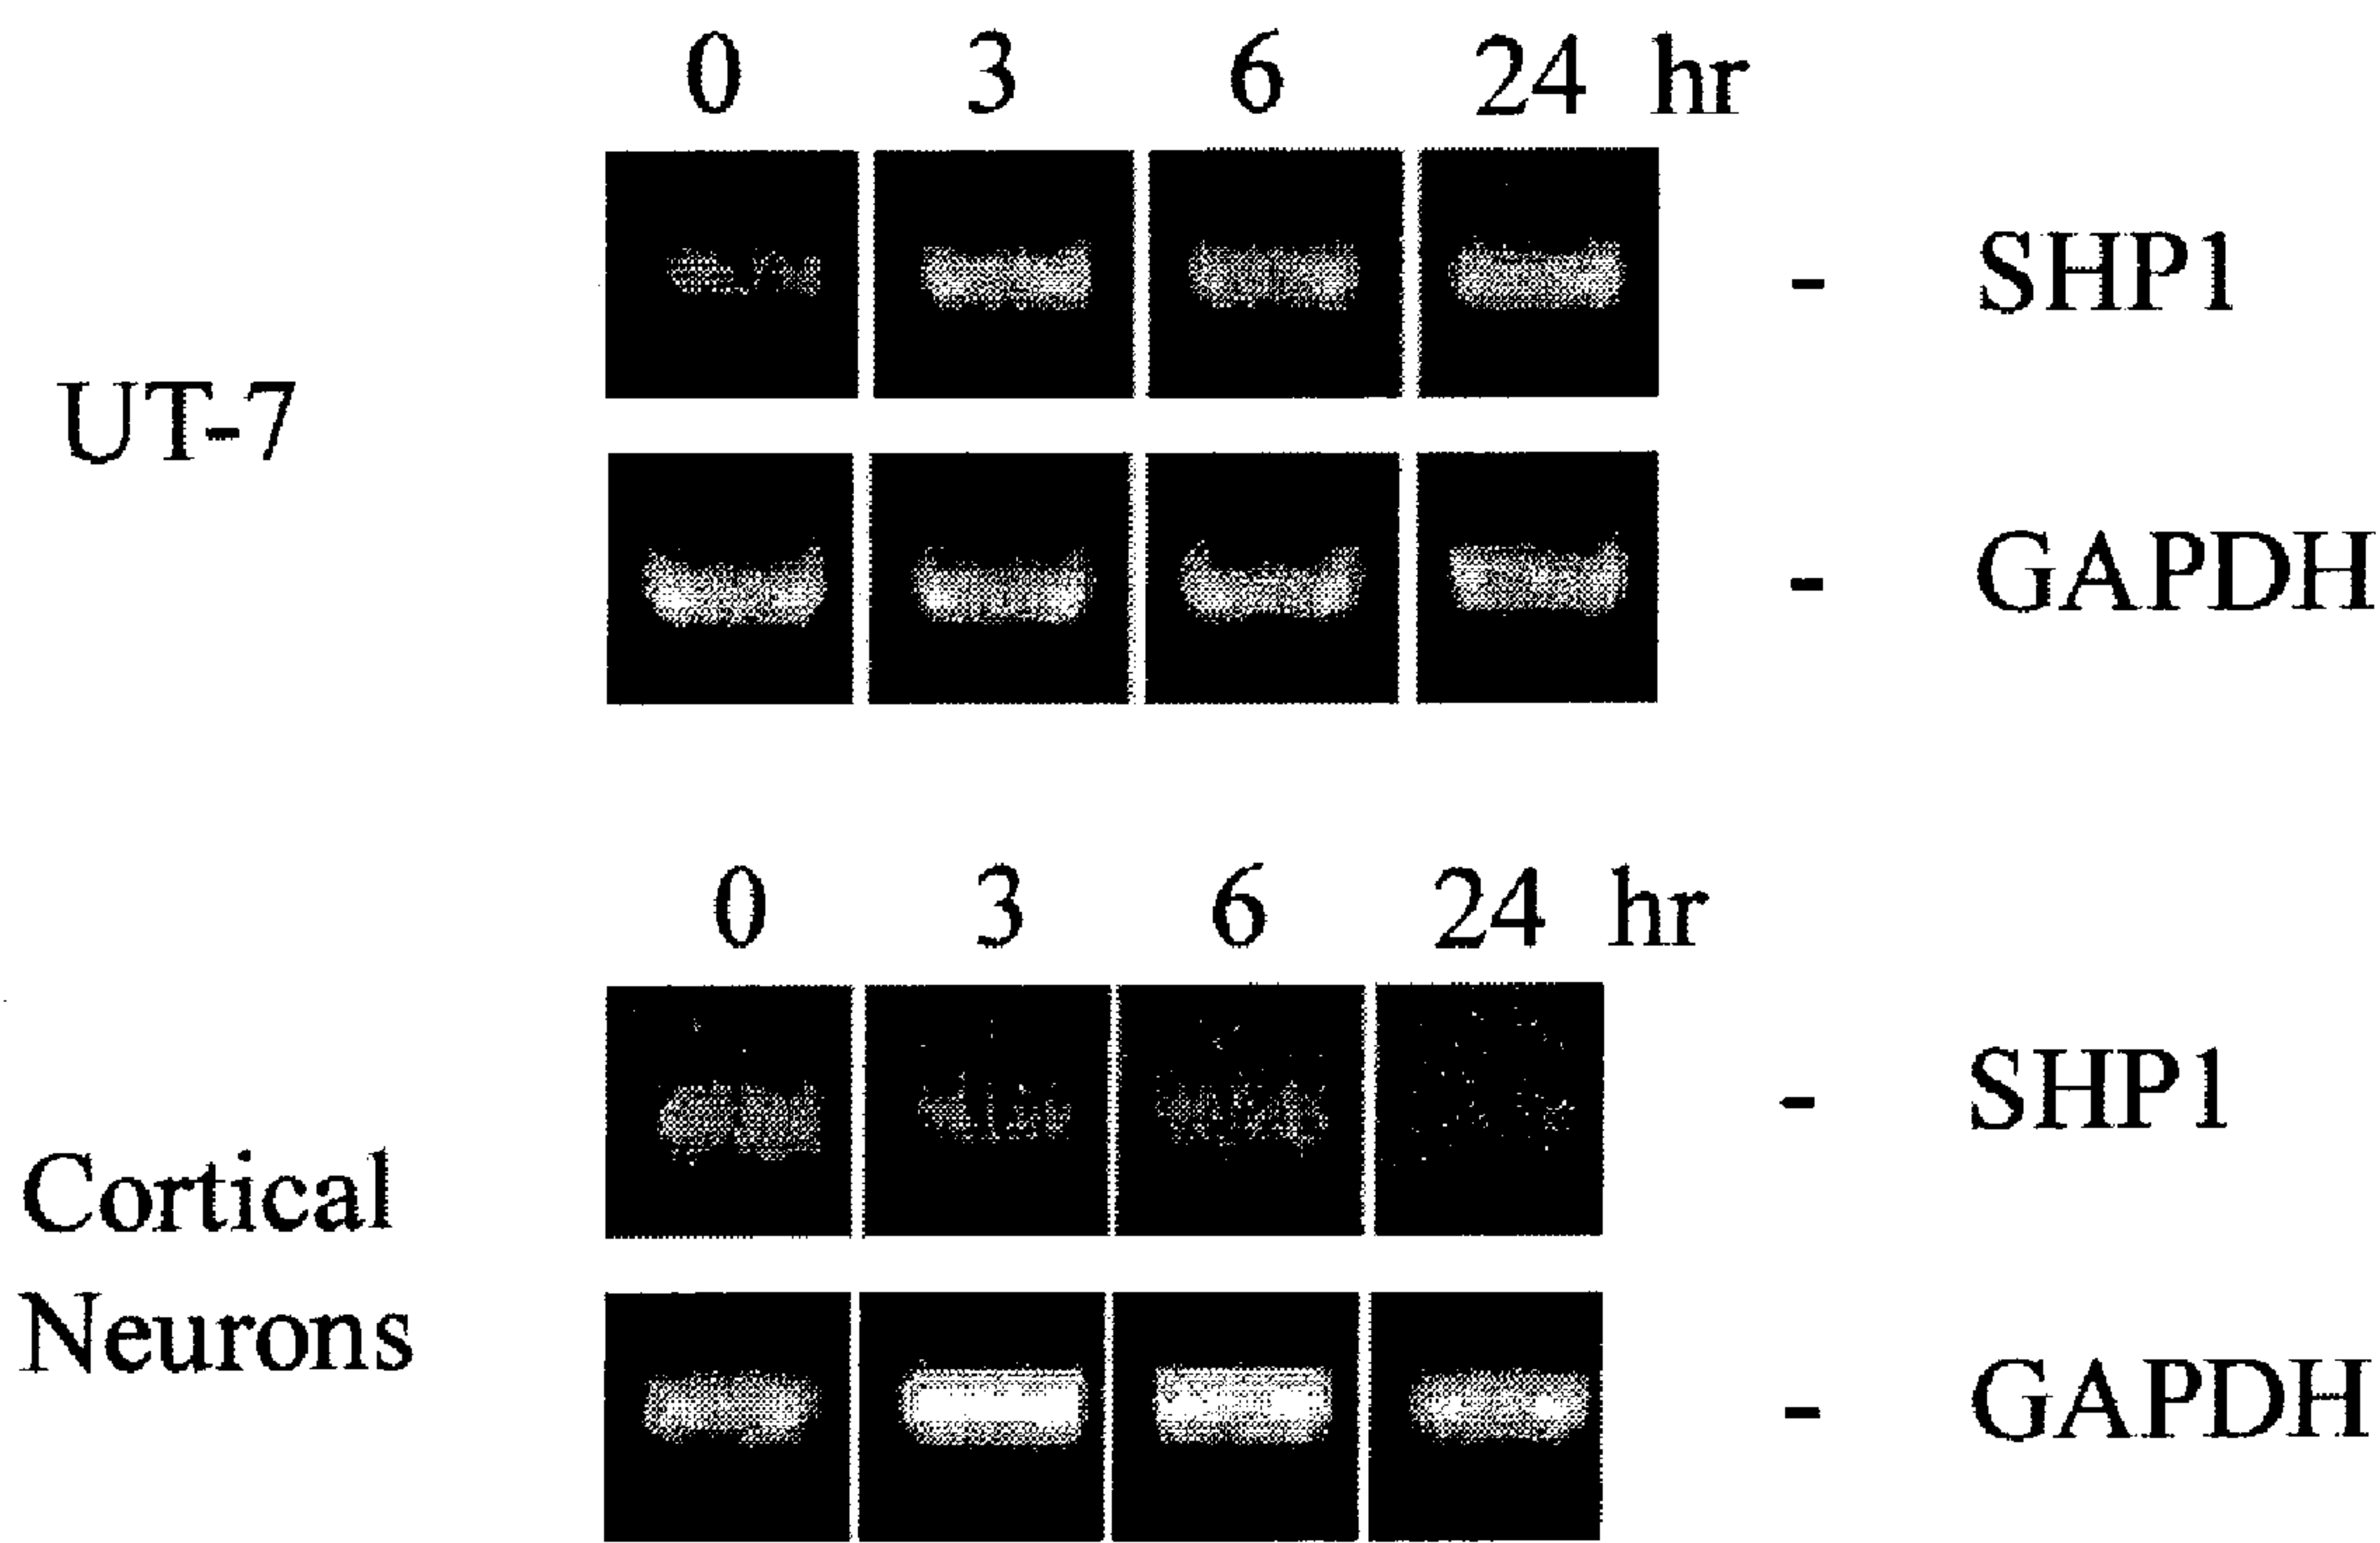 0 3 6 24 hr
- SHP1
UT-7
- GAPDH
0 3 6 24 hr
- SHP1
Cortical
Neurons
- GAPDH